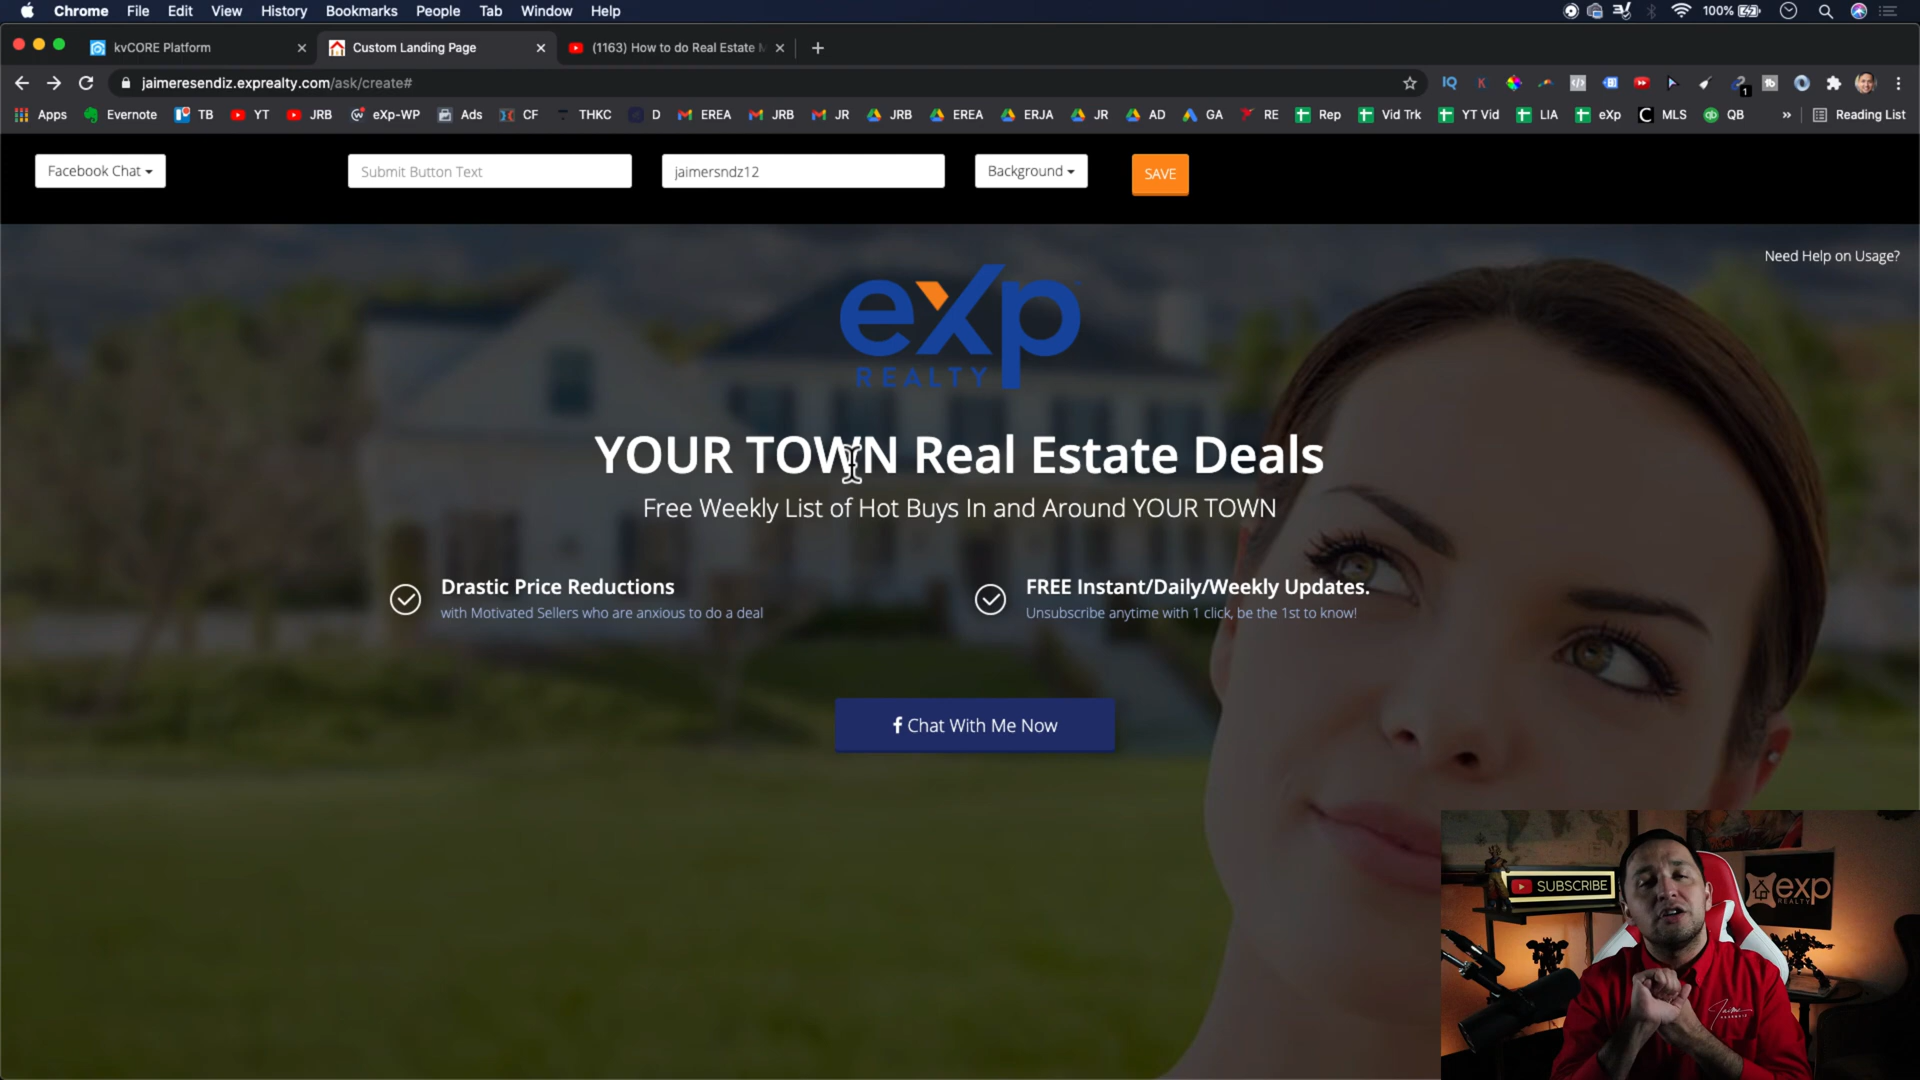 Chrome File Edit View History Bookmarks People Tab Window Help
100%
kvCORE Platform
Custom Landing Page
(1163) How to do Real Estate M
jaimeresendiz.exprealty.com/ask/create#
IQ
K
1
Apps Evernote TB YT JRB eXp-WP Ads CF THKC D EREA JRB JR JRB EREA ERJA JR AD GA RE Rep Vid Trk YT Vid LIA eXp MLS QB » Reading List
Facebook Chat
Submit Button Text
jaimersndz12
Background
SAVE
Need Help on Usage?
eXp
REALTY
YOUR TOWN Real Estate Deals
Free Weekly List of Hot Buys In and Around YOUR TOWN
Drastic Price Reductions
with Motivated Sellers who are anxious to do a deal
FREE Instant/Daily/Weekly Updates.
Unsubscribe anytime with 1 click, be the 1st to know!
f Chat With Me Now
SUBSCRIBE
exp
REALTY
Jaime